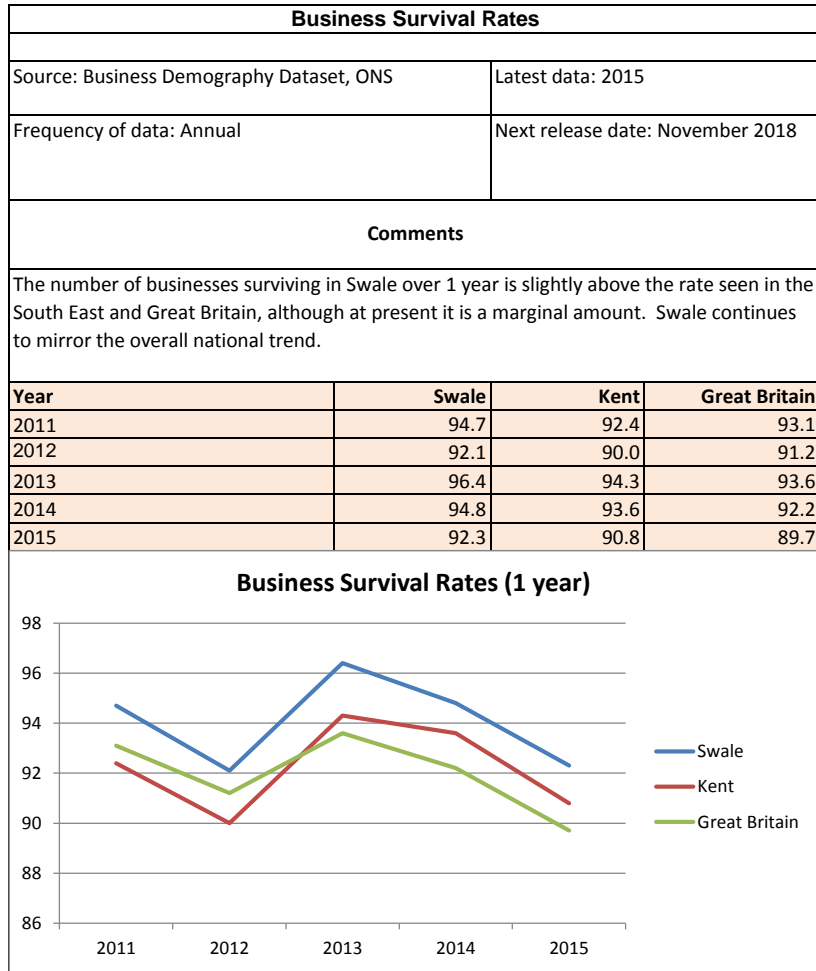 Business Survival Rates
Source: Business Demography Dataset, ONS
Latest data: 2015
Frequency of data: Annual
Next release date: November 2018
Comments
The number of businesses surviving in Swale over 1 year is slightly above the rate seen in the
South East and Great Britain, although at present it is a marginal amount.  Swale continues
to mirror the overall national trend.
Year Swale Kent Great Britain
2011 94.7 92.4 93.1
2012 92.1 90.0 91.2
2013 96.4 94.3 93.6
2014 94.8 93.6 92.2
2015 92.3 90.8 89.7
Business Survival Rates (1 year)
98
96
94
92
90
88
86
2011 2012 2013 2014 2015
Swale
Kent
Great Britain